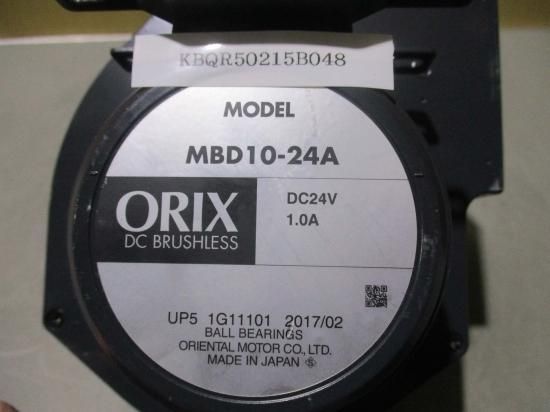 KBQR50215B048
MODEL
MBD10-24A
ORIX
DC BRUSHLESS
DC24V
1.0A
UP5 1G11101 2017/02
BALL BEARINGS
ORIENTAL MOTOR CO., LTD.
MADE IN JAPAN Ⓢ